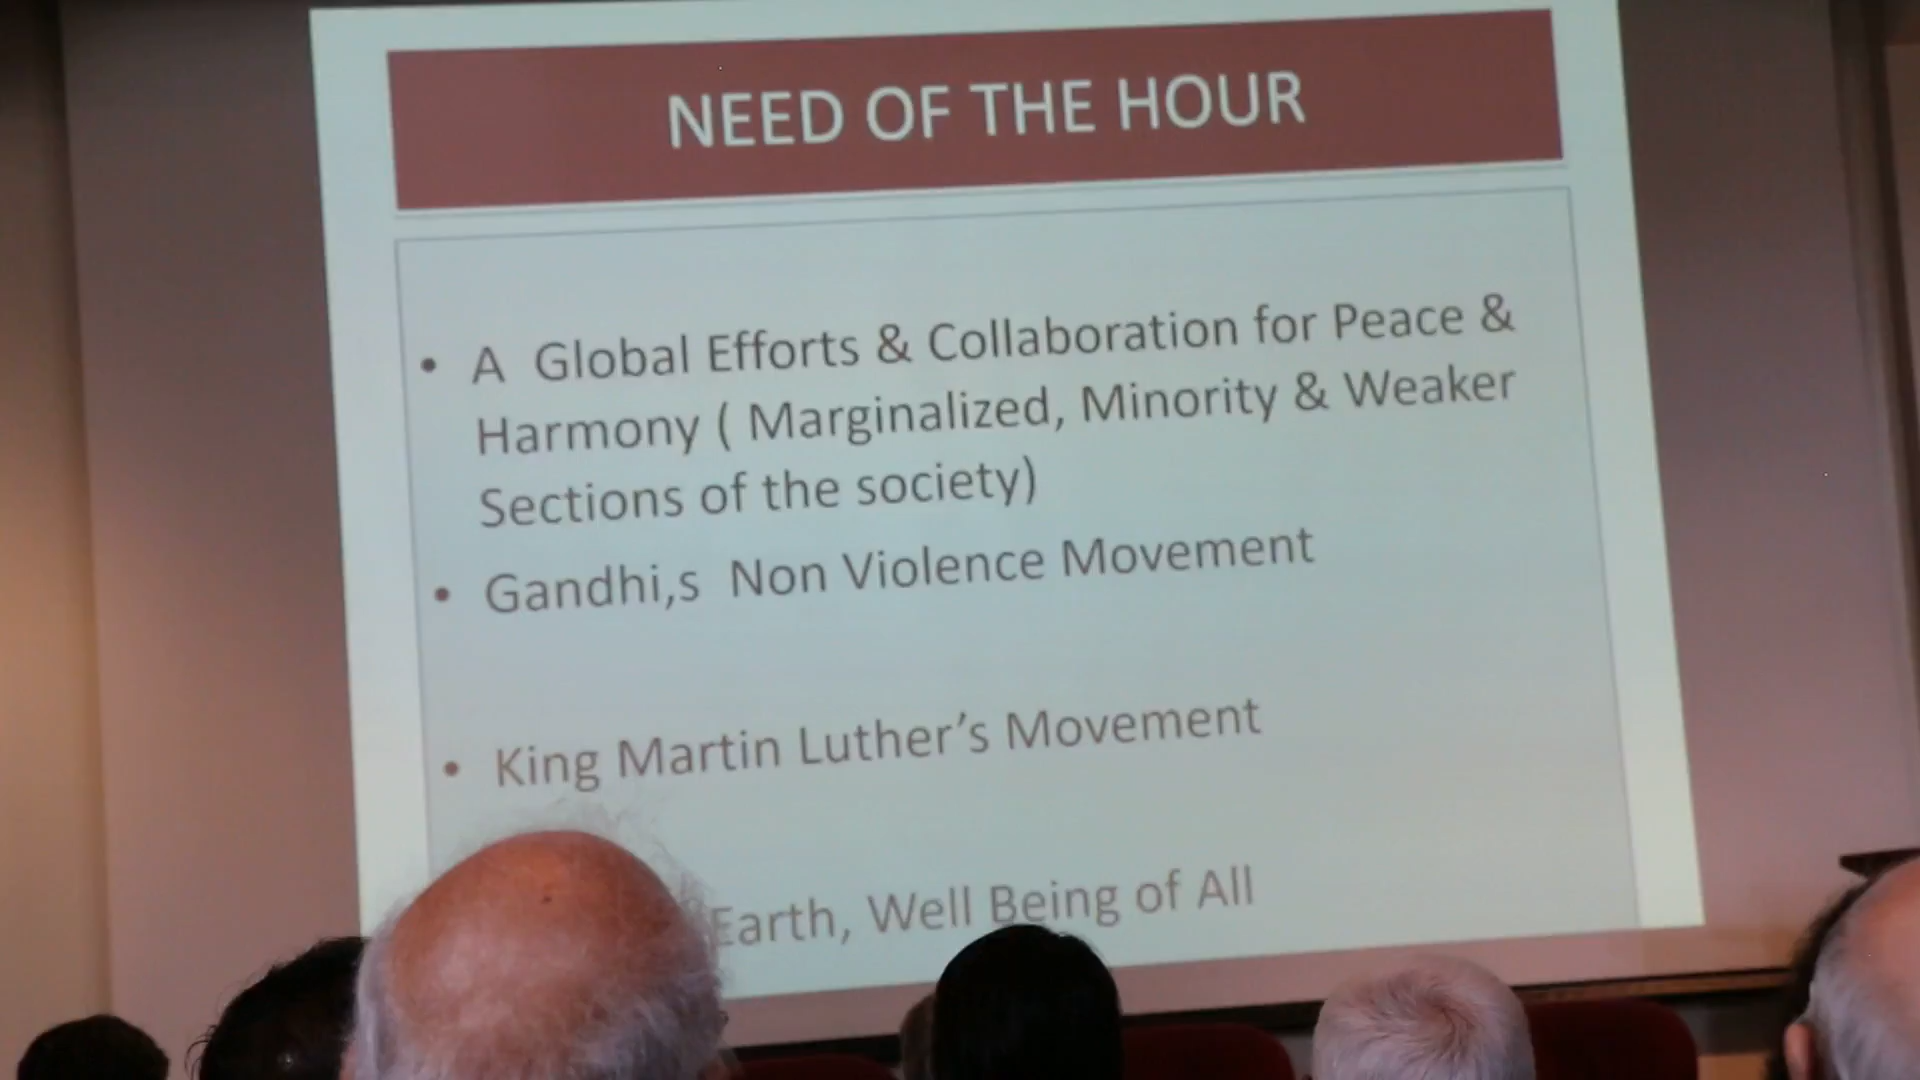 NEED OF THE HOUR
• A Global Efforts & Collaboration for Peace &
Harmony ( Marginalized, Minority & Weaker
Sections of the society)
• Gandhi,s Non Violence Movement
• King Martin Luther's Movement
Earth, Well Being of All